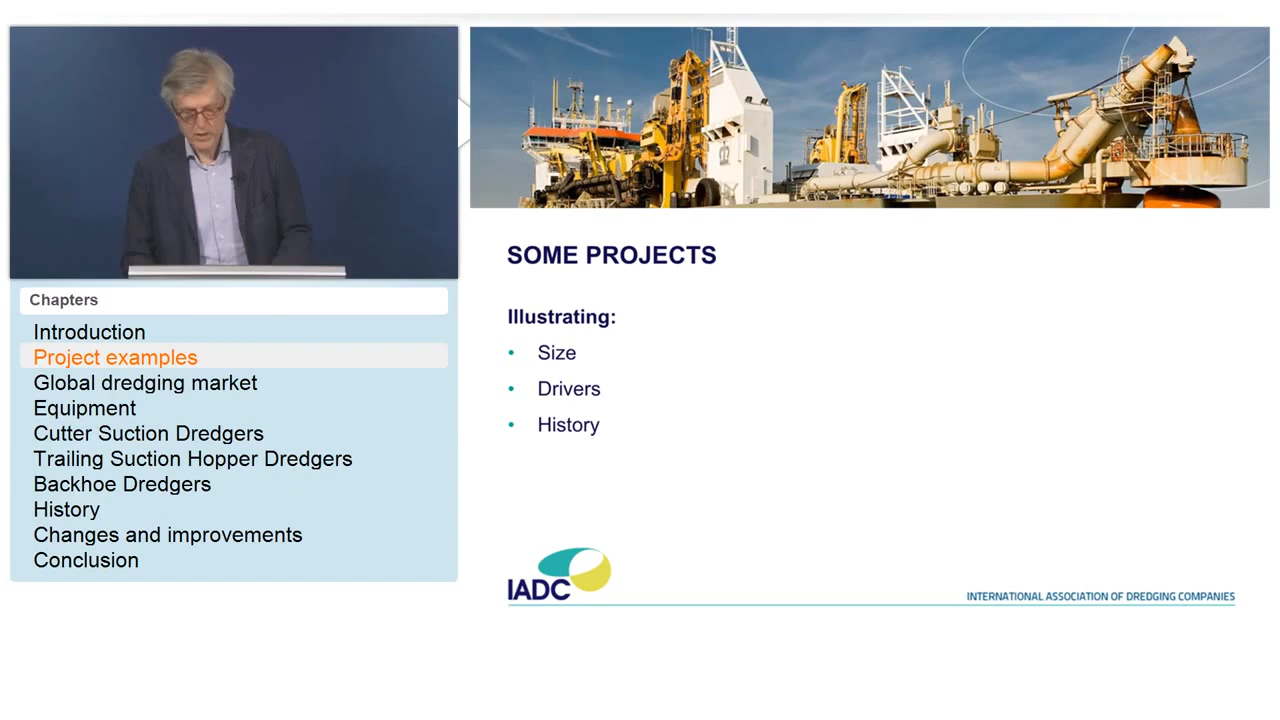 Chapters
Introduction
Project examples
Global dredging market
Equipment
Cutter Suction Dredgers
Trailing Suction Hopper Dredgers
Backhoe Dredgers
History
Changes and improvements
Conclusion
SOME PROJECTS
Illustrating:
• Size
• Drivers
• History
IADC
INTERNATIONAL ASSOCIATION OF DREDGING COMPANIES